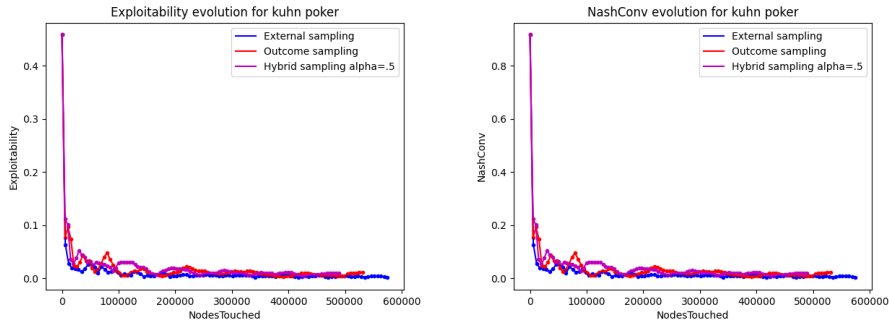 Exploitability evolution for kuhn poker
External sampling
Outcome sampling
Hybrid sampling alpha=.5
Exploitability
0.4
0.3
0.2
0.1
0.0
0
100000
200000
300000
400000
500000
600000
NodesTouched
NashConv evolution for kuhn poker
External sampling
Outcome sampling
Hybrid sampling alpha=.5
NashConv
0.8
0.6
0.4
0.2
0.0
0
100000
200000
300000
400000
500000
600000
NodesTouched